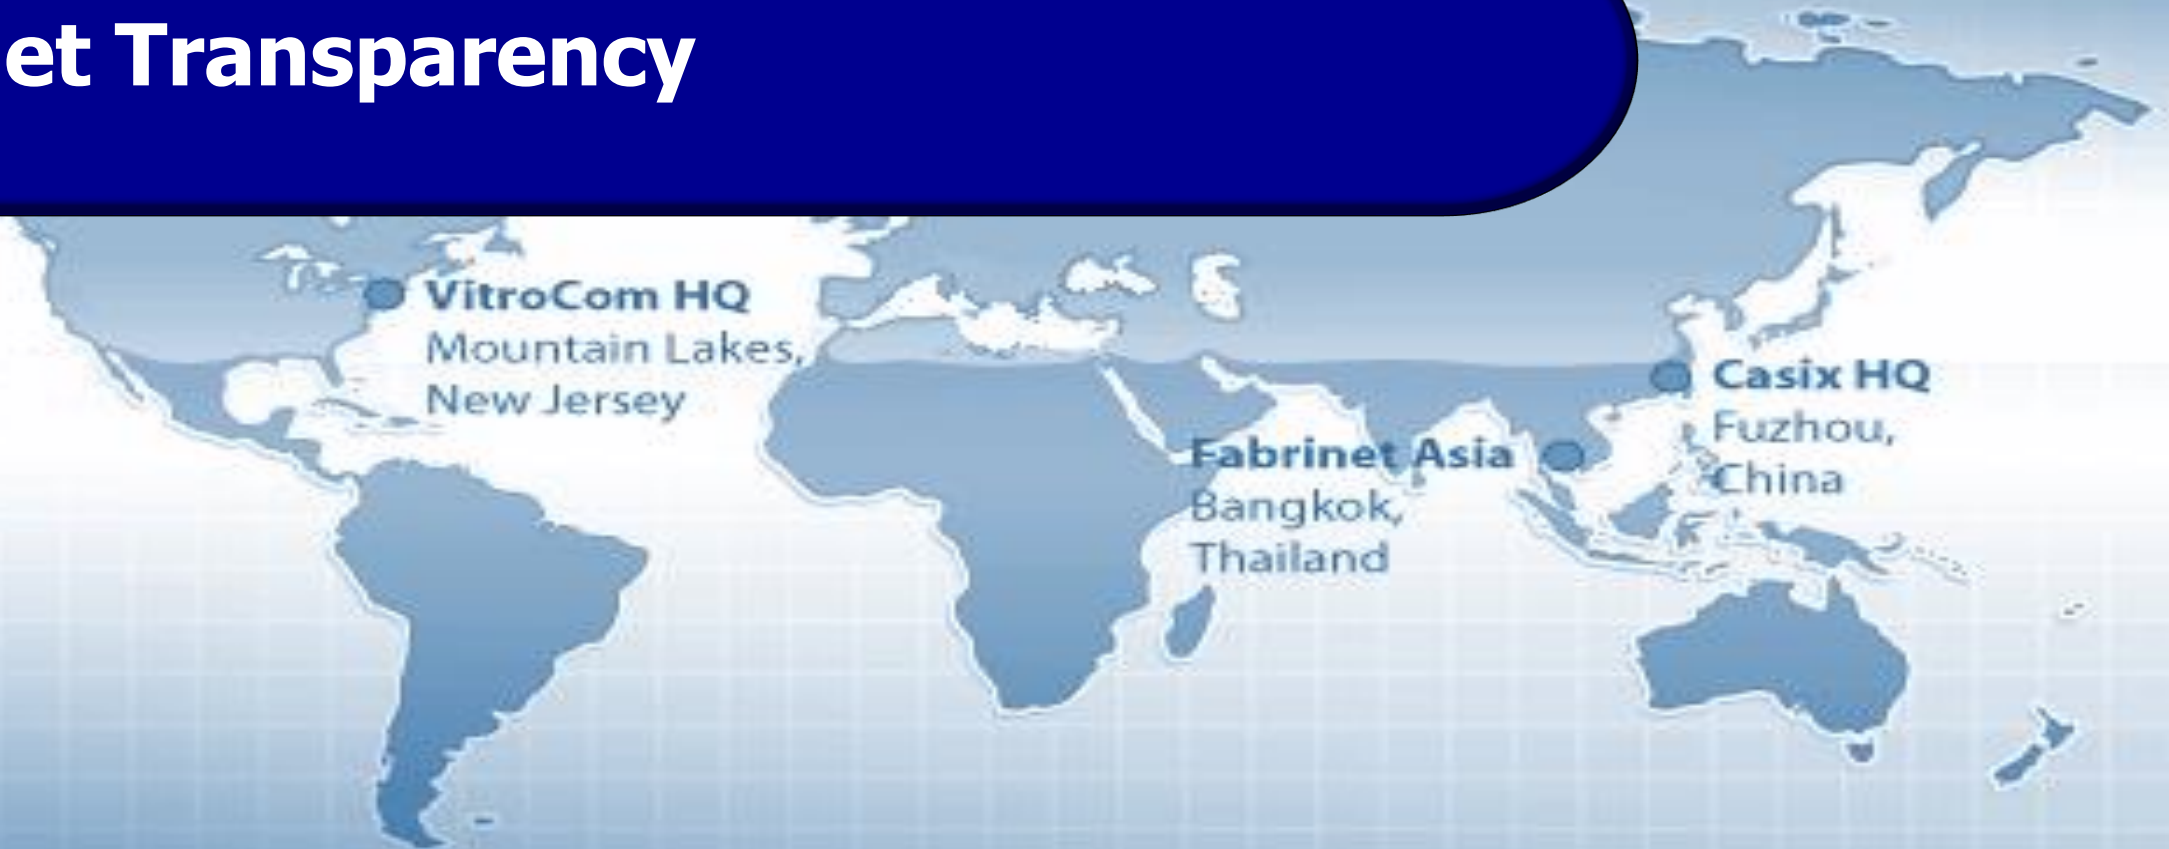 et Transparency
VitroCom HQ
Mountain Lakes,
New Jersey
Casix HQ
Fuzhou,
China
Fabrinet Asia
Bangkok,
Thailand